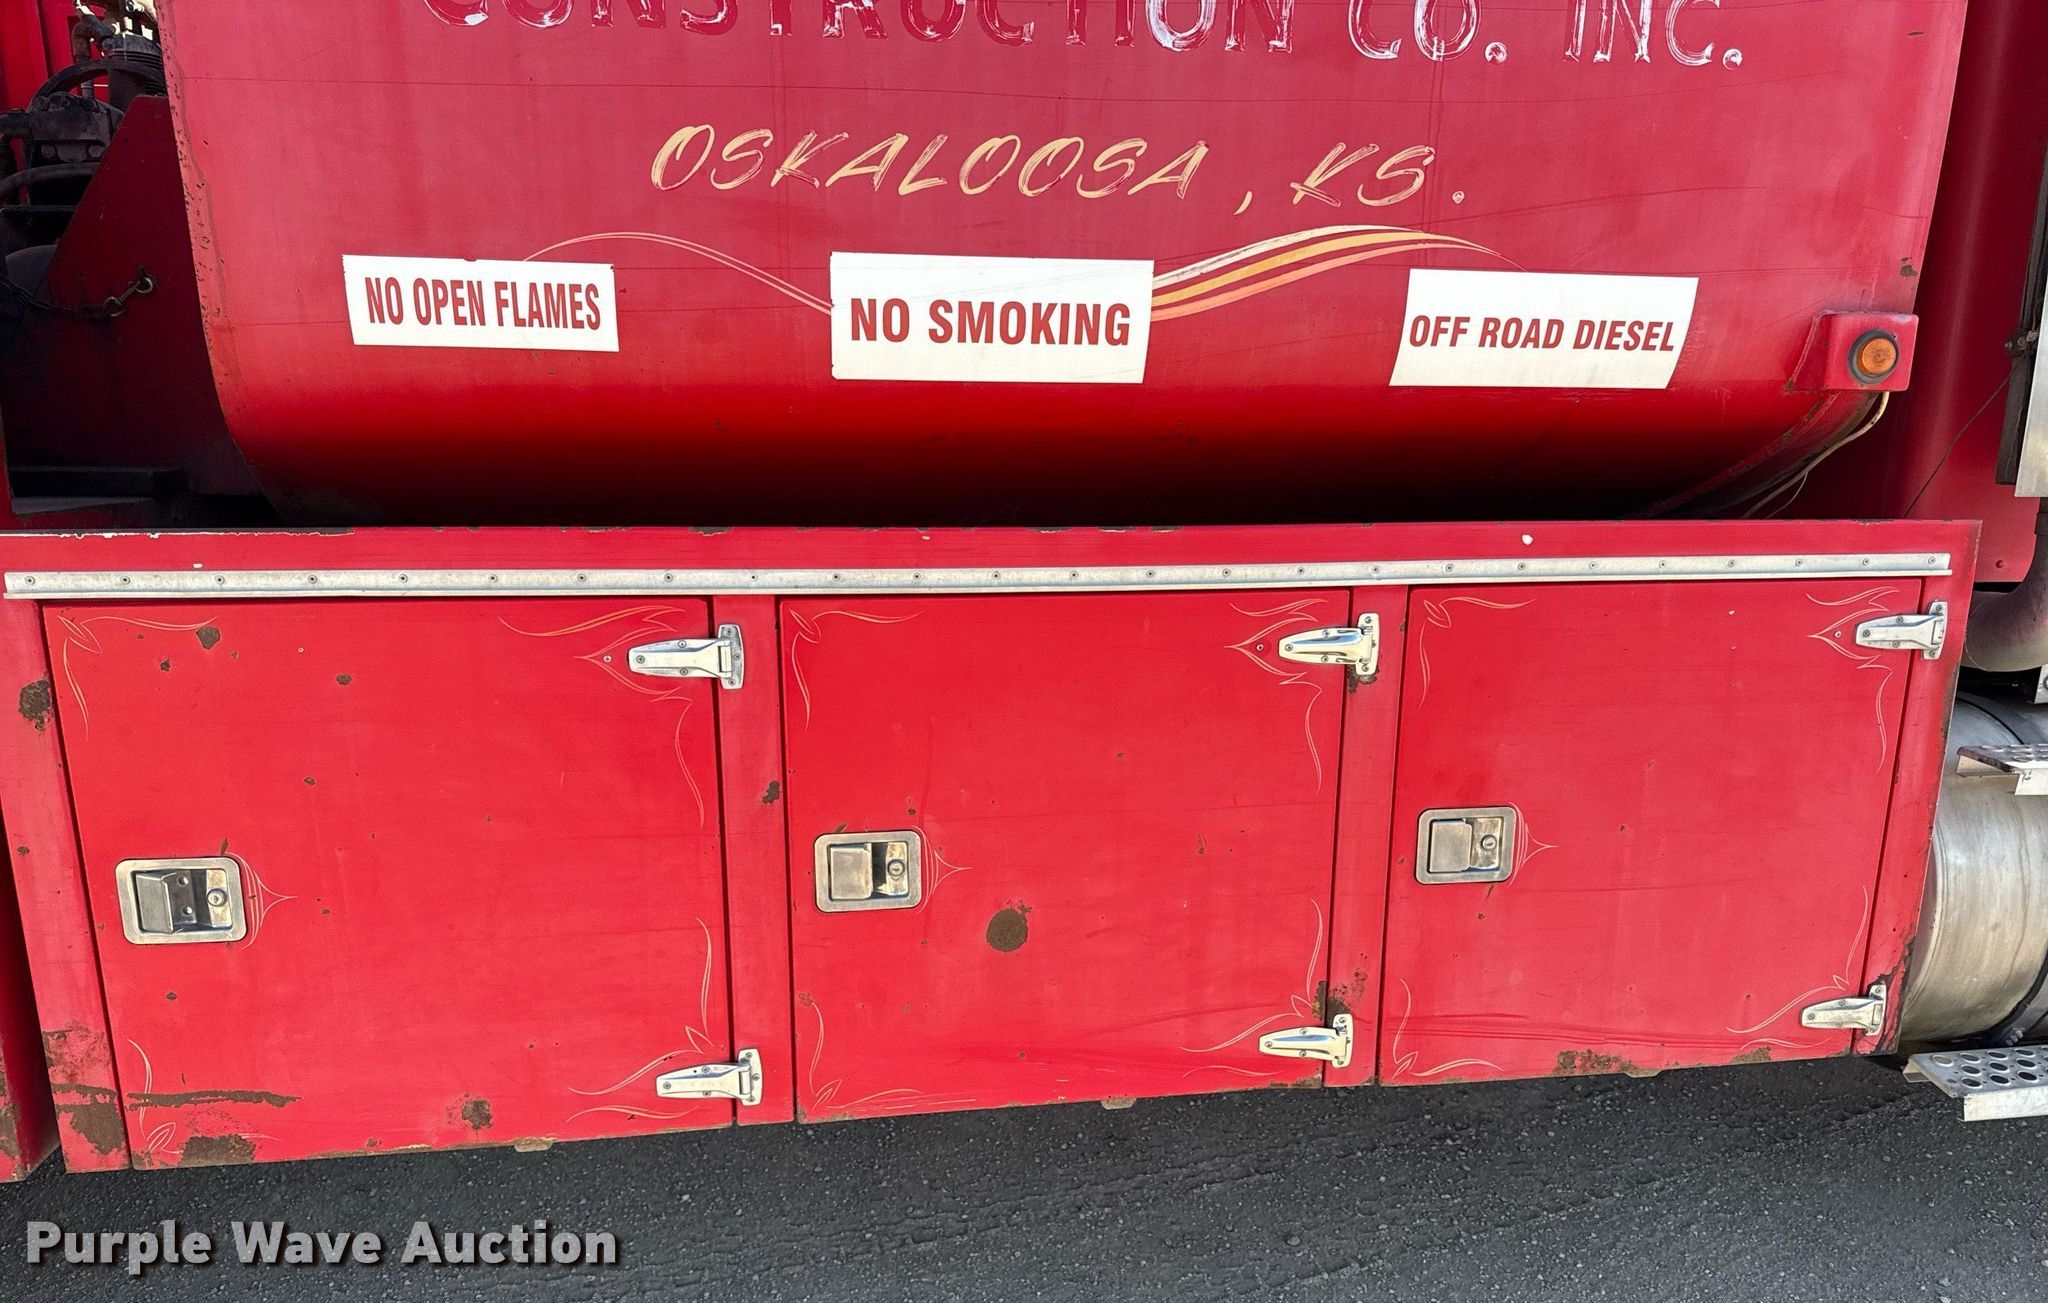 CONSTRUCTION CO. INC.
OSKALOOSA, KS.
NO OPEN FLAMES
NO SMOKING
OFF ROAD DIESEL
Purple Wave Auction